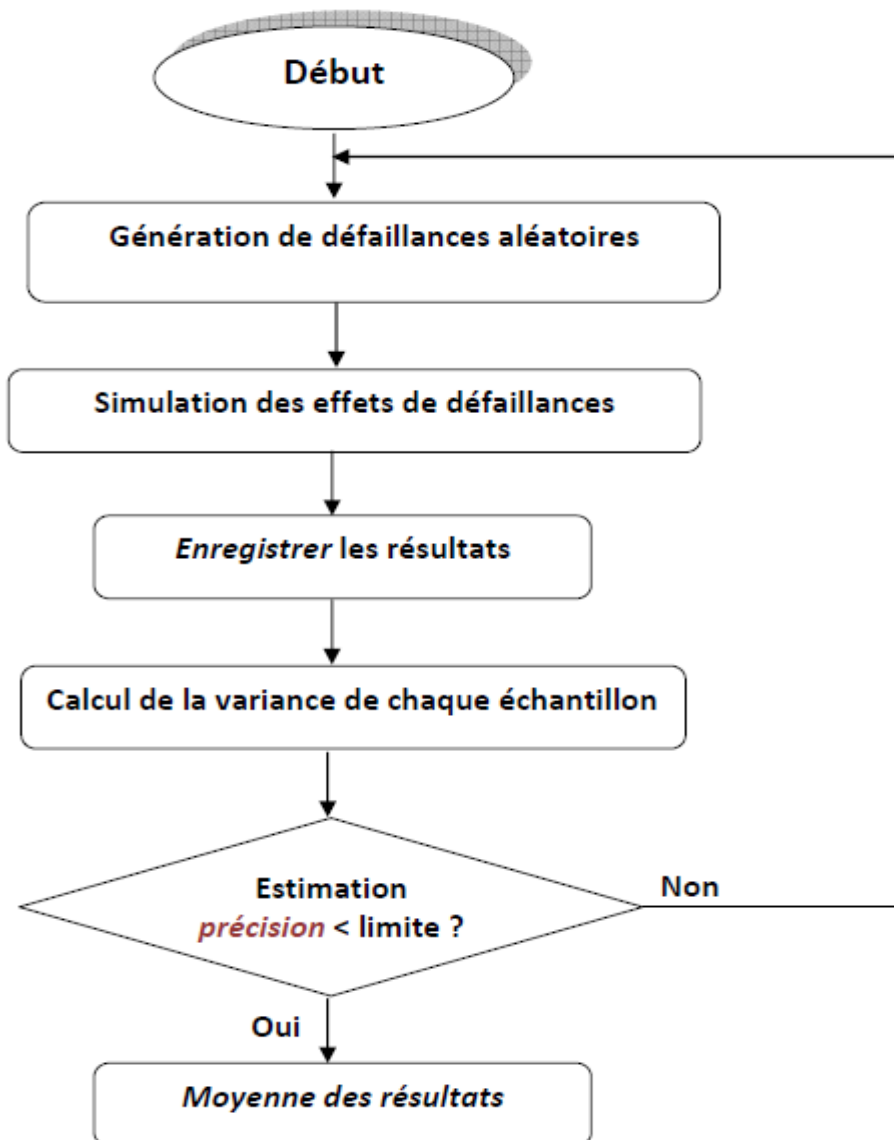 Début
Génération de défaillances aléatoires
Simulation des effets de défaillances
Enregistrer les résultats
Calcul de la variance de chaque échantillon
Estimation
précision < limite ?
Non
Oui
Moyenne des résultats